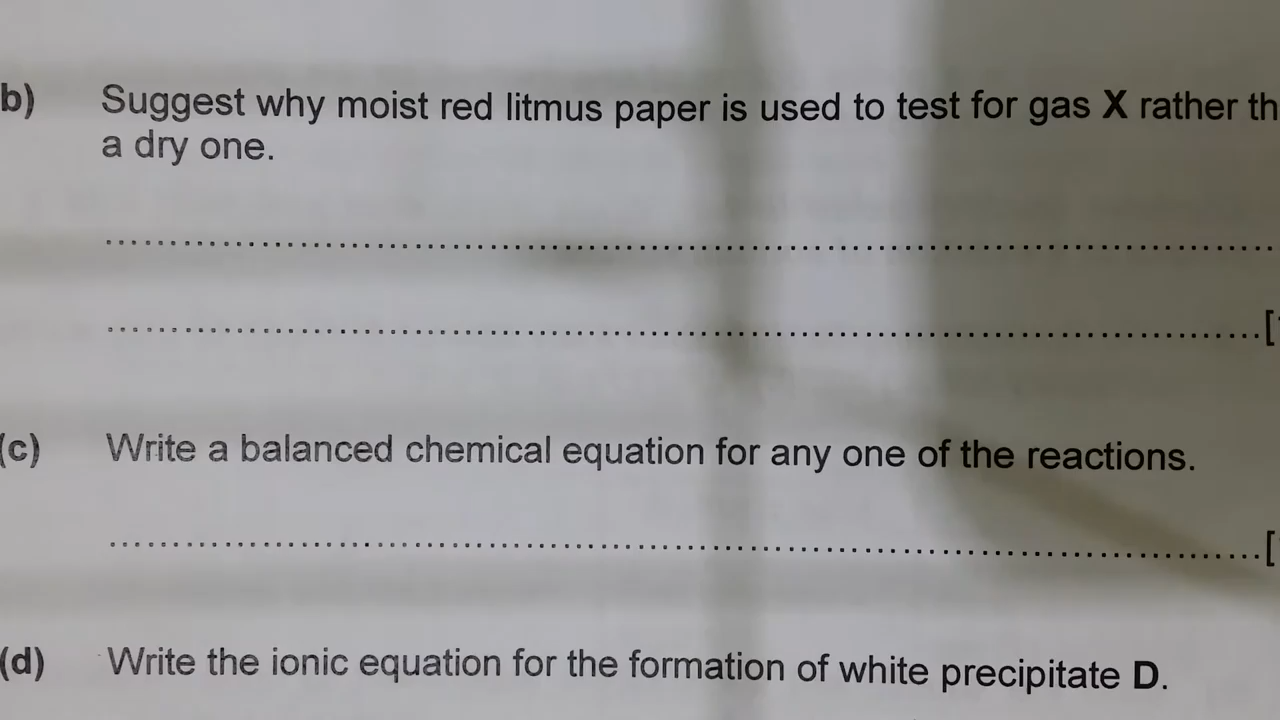 b) Suggest why moist red litmus paper is used to test for gas X rather th
a dry one.
(c) Write a balanced chemical equation for any one of the reactions.
(d) Write the ionic equation for the formation of white precipitate D.